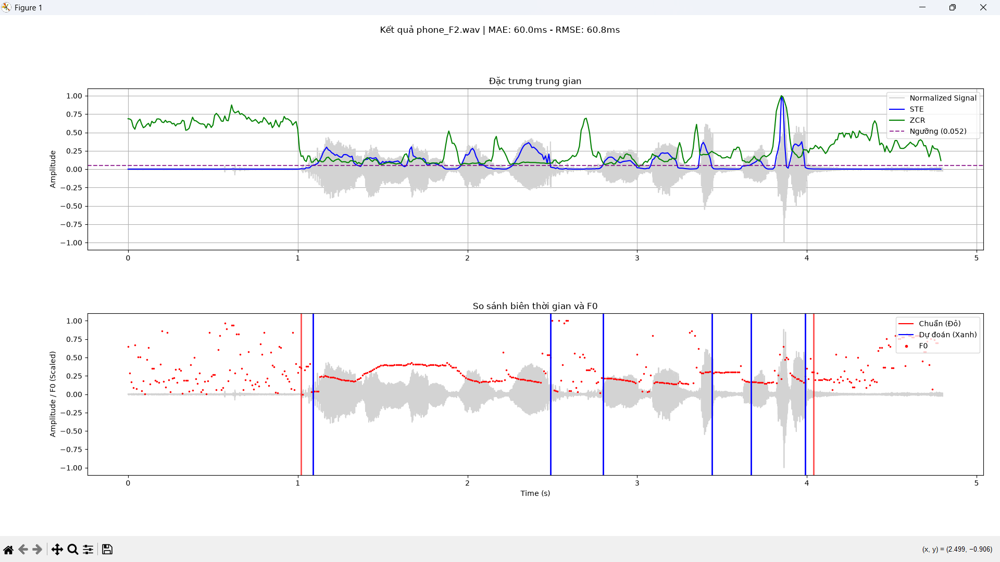 Figure 1
Kết quả phone_F2.wav | MAE: 60.0ms - RMSE: 60.8ms
Đặc trưng trung gian
Amplitude
1.00
0.75
0.50
0.25
0.00
−0.25
−0.50
−0.75
−1.00
0 1 2 3 4 5
Normalized Signal
STE
ZCR
Ngưỡng (0.052)
So sánh biên thời gian và F0
Amplitude / F0 (Scaled)
1.00
0.75
0.50
0.25
0.00
−0.25
−0.50
−0.75
−1.00
0 1 2 3 4 5
Time (s)
Chuẩn (Đỏ)
Dự đoán (Xanh)
F0
(x, y) = (2.499, −0.906)